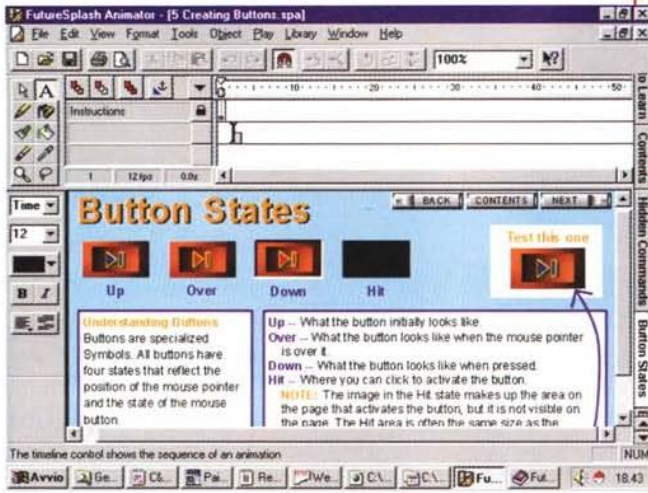 FutureSplash Animator - [5 Creating Buttons.spa]
File Edit View Format Tools Object Play Library Window Help
100%
Instructions
10 20 30 40 50
1 12 fps 0.0s
Time
12
B I
Button States
BACK CONTENTS NEXT
Test this one
Up Over Down Hit
Understanding Buttons
Buttons are specialized
Symbols. All buttons have
four states that reflect the
position of the mouse pointer
and the state of the mouse
button.
Up -- What the button initially looks like.
Over -- What the button looks like when the mouse pointer
is over it.
Down -- What the button looks like when pressed.
Hit -- Where you can click to activate the button.
NOTE: The image in the Hit state makes up the area on
the page that activates the button, but it is not visible on
the page. The Hit area is often the same size as the
to Learn
Contents
Hidden Commands
Button States
The timeline control shows the sequence of an animation
NUM
Avvio Ge... C&... Pai... Re... We... C:\... C:\... Fu... Fut... 18.43